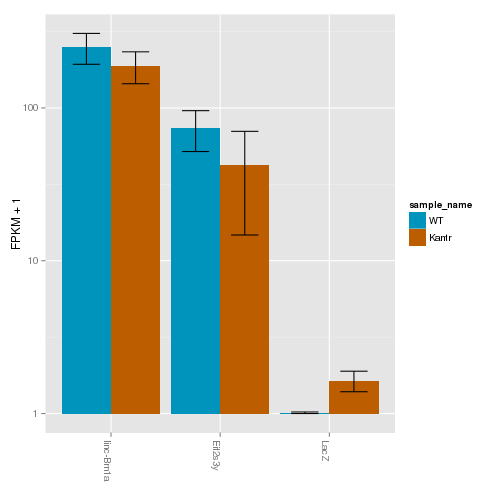 FPKM + 1
100
10
1
linc-Brn1a
Eif2s3y
LacZ
sample_name
WT
Kantr